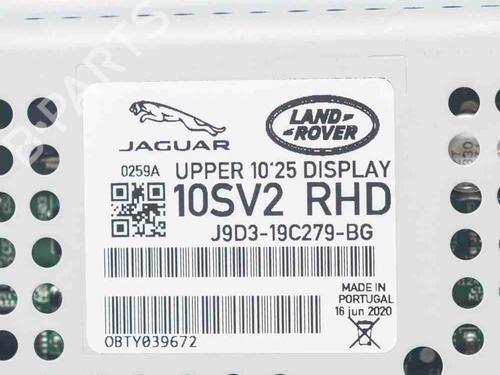 JAGUAR
LAND
ROVER
0259A
UPPER 10'25 DISPLAY
10SV2 RHD
J9D3-19C279-BG
MADE IN
PORTUGAL
16 jun 2020
OBTY039672
B PARTS